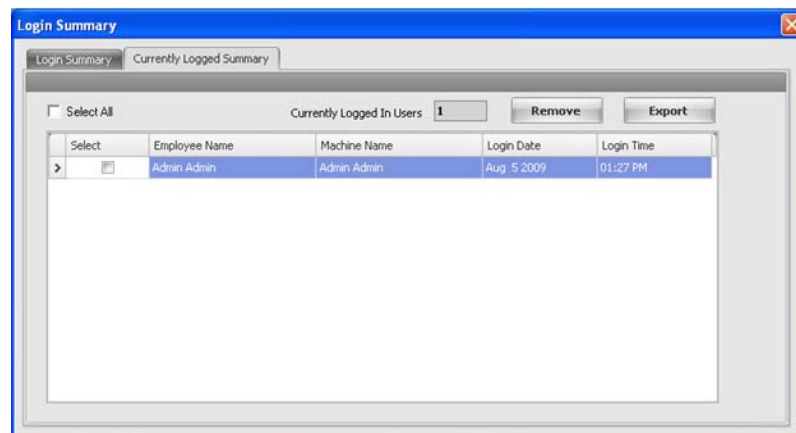 Login Summary
Login Summary Currently Logged Summary
Select All Currently Logged In Users 1 Remove Export
Select Employee Name Machine Name Login Date Login Time
Admin Admin Admin Admin Aug 5 2009 01:27 PM